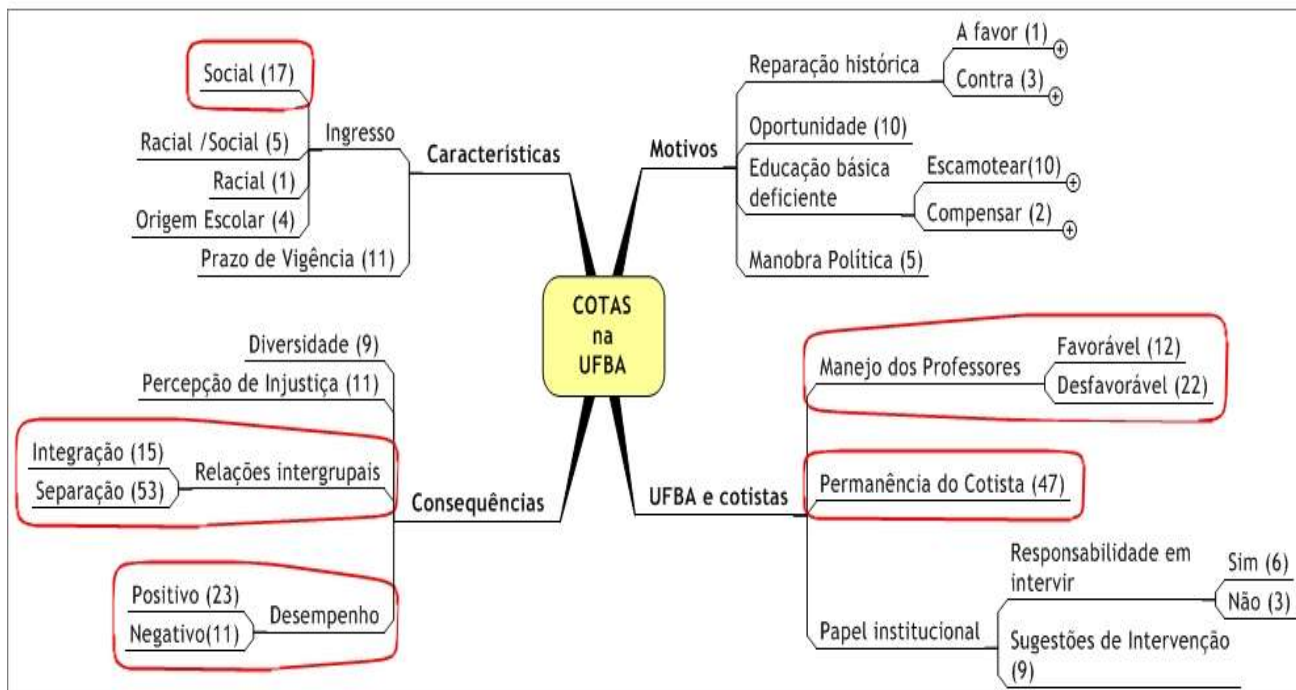 Social (17)
Racial /Social (5)
Racial (1)
Origem Escolar (4)
Ingresso
Prazo de Vigência (11)
Características
Motivos
Reparação histórica
A favor (1)
Contra (3)
Oportunidade (10)
Educação básica
deficiente
Escamotear(10)
Compensar (2)
Manobra Política (5)
COTAS
na
UFBA
Diversidade (9)
Percepção de Injustiça (11)
Integração (15)
Separação (53)
Relações intergrupais
Consequências
Positivo (23)
Negativo(11)
Desempenho
UFBA e cotistas
Manejo dos Professores
Favorável (12)
Desfavorável (22)
Permanência do Cotista (47)
Papel institucional
Responsabilidade em
intervir
Sim (6)
Não (3)
Sugestões de Intervenção
(9)